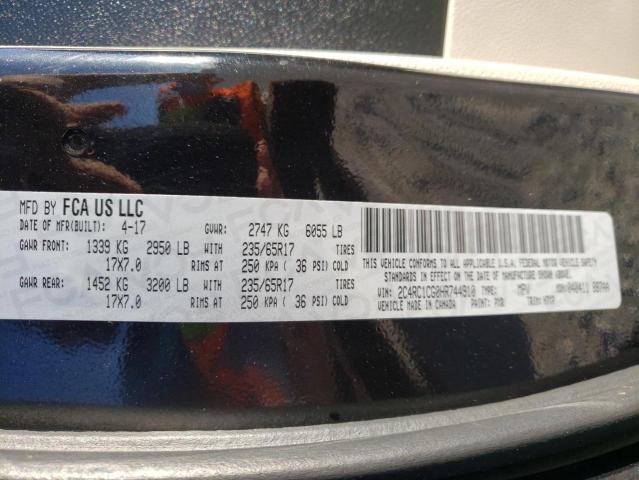 MFD BY FCA US LLC
DATE OF MFR(BUILT): 4-17 GVWR: 2747 KG 6055 LB
GAWR FRONT: 1339 KG 2950 LB WITH 235/65R17 TIRES
17X7.0 RIMS AT 250 KPA ( 36 PSI) COLD
GAWR REAR: 1452 KG 3200 LB WITH 235/65R17 TIRES
17X7.0 RIMS AT 250 KPA ( 36 PSI) COLD
THIS VEHICLE CONFORMS TO ALL APPLICABLE U.S.A. FEDERAL MOTOR VEHICLE SAFETY
STANDARDS IN EFFECT ON THE DATE OF MANUFACTURE SHOWN ABOVE.
VIN: 2C4RC1CG0HR744910 TYPE: MPV
VEHICLE MADE IN CANADA PAINT: PXR TRIM: